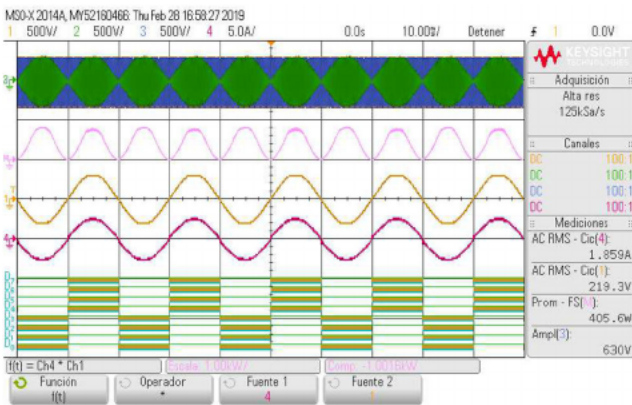 MSO-X 2014A, MY52160466: Thu Feb 28 16:58:27 2019
1 500V/ 2 500V/ 3 500V/ 4 5.0A/ 0.0s 10.00s/ Detener 1 0.0V
KEYSIGHT
TECHNOLOGIES
Adquisición
Alta res
125kSa/s
Canales
DC 100:1
DC 100:1
DC 100:1
DC 100:1
Mediciones
AC RMS - Cic(4):
1.859A
AC RMS - Cic(1):
219.3V
Prom - FS(M):
405.6W
Ampl(3):
630V
f(t) = Ch4 * Ch1
Escala: 1.00kW/
Comp: -1.0016kW
Función
f(t)
Operador
*
Fuente 1
4
Fuente 2
1